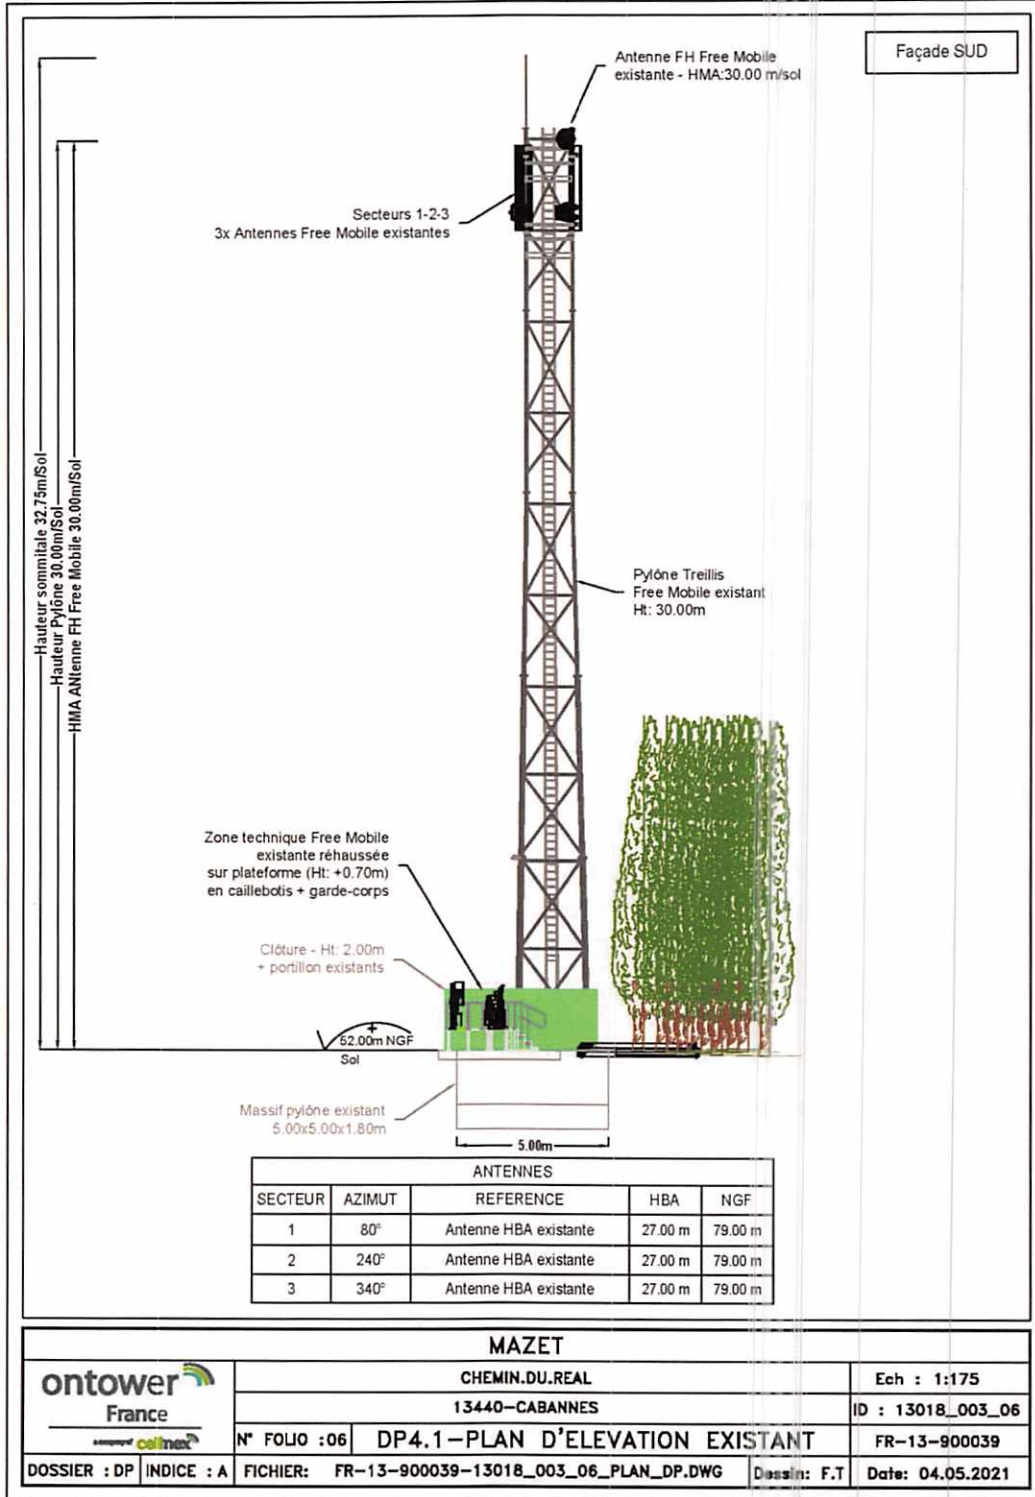 Façade SUD
Antenne FH Free Mobile
existante - HMA:30.00 m/sol
Secteurs 1-2-3
3x Antennes Free Mobile existantes
Hauteur sommitale 32.75m/Sol
Hauteur Pylône 30.00m/Sol
HMA ANtenne FH Free Mobile 30.00m/Sol
Pylône Treillis
Free Mobile existant
Ht: 30.00m
Zone technique Free Mobile
existante réhaussée
sur plateforme (Ht: +0.70m)
en caillebotis + garde-corps
Clôture - Ht: 2.00m
+ portillon existants
52.00m NGF
Sol
Massif pylône existant
5.00x5.00x1.80m
5.00m
ANTENNES
SECTEUR AZIMUT REFERENCE HBA NGF
1 80° Antenne HBA existante 27.00 m 79.00 m
2 240° Antenne HBA existante 27.00 m 79.00 m
3 340° Antenne HBA existante 27.00 m 79.00 m
MAZET
ontower
France
a company of cellnex
CHEMIN.DU.REAL
Ech : 1:175
13440-CABANNES
ID : 13018_003_06
N° FOLIO :06
DP4.1-PLAN D'ELEVATION EXISTANT
FR-13-900039
DOSSIER : DP
INDICE : A
FICHIER: FR-13-900039-13018_003_06_PLAN_DP.DWG
Dessin: F.T
Date: 04.05.2021